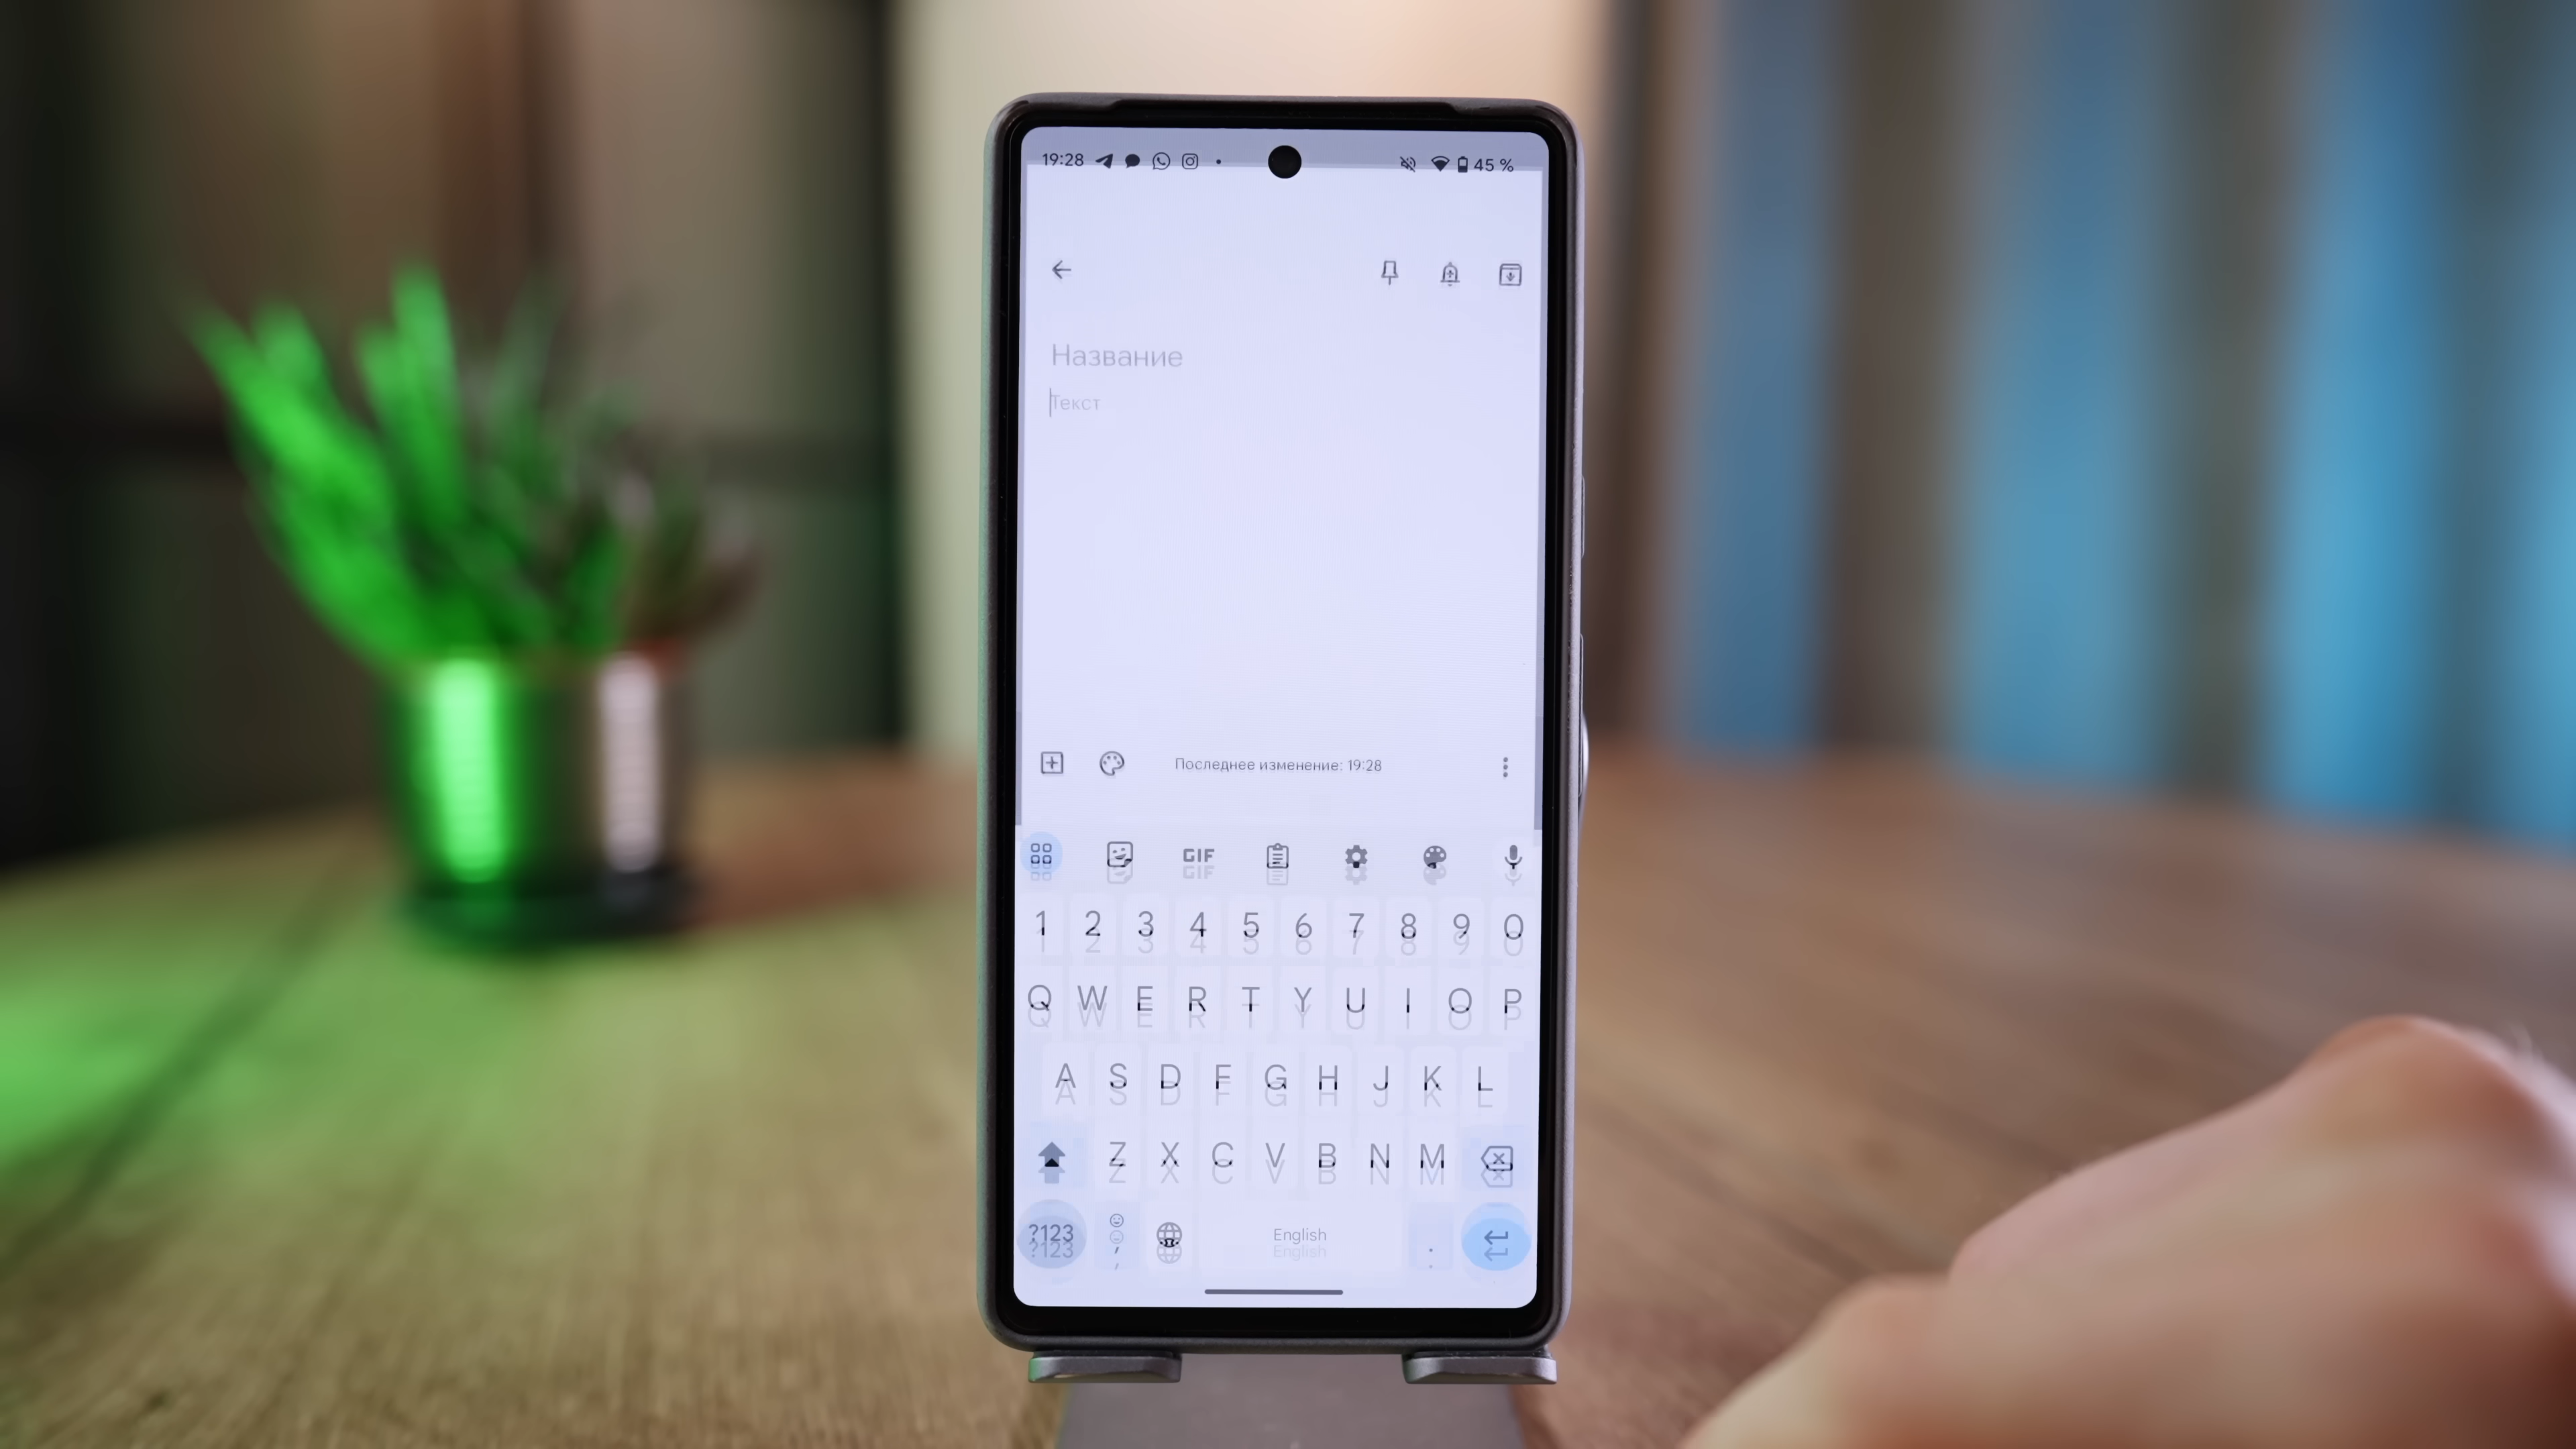 19:28 45 %
Название
Текст
Последнее изменение: 19:28
GIF
1 2 3 4 5 6 7 8 9 0
Q W E R T Y U I O P
A S D F G H J K L
Z X C V B N M
?123 , English .